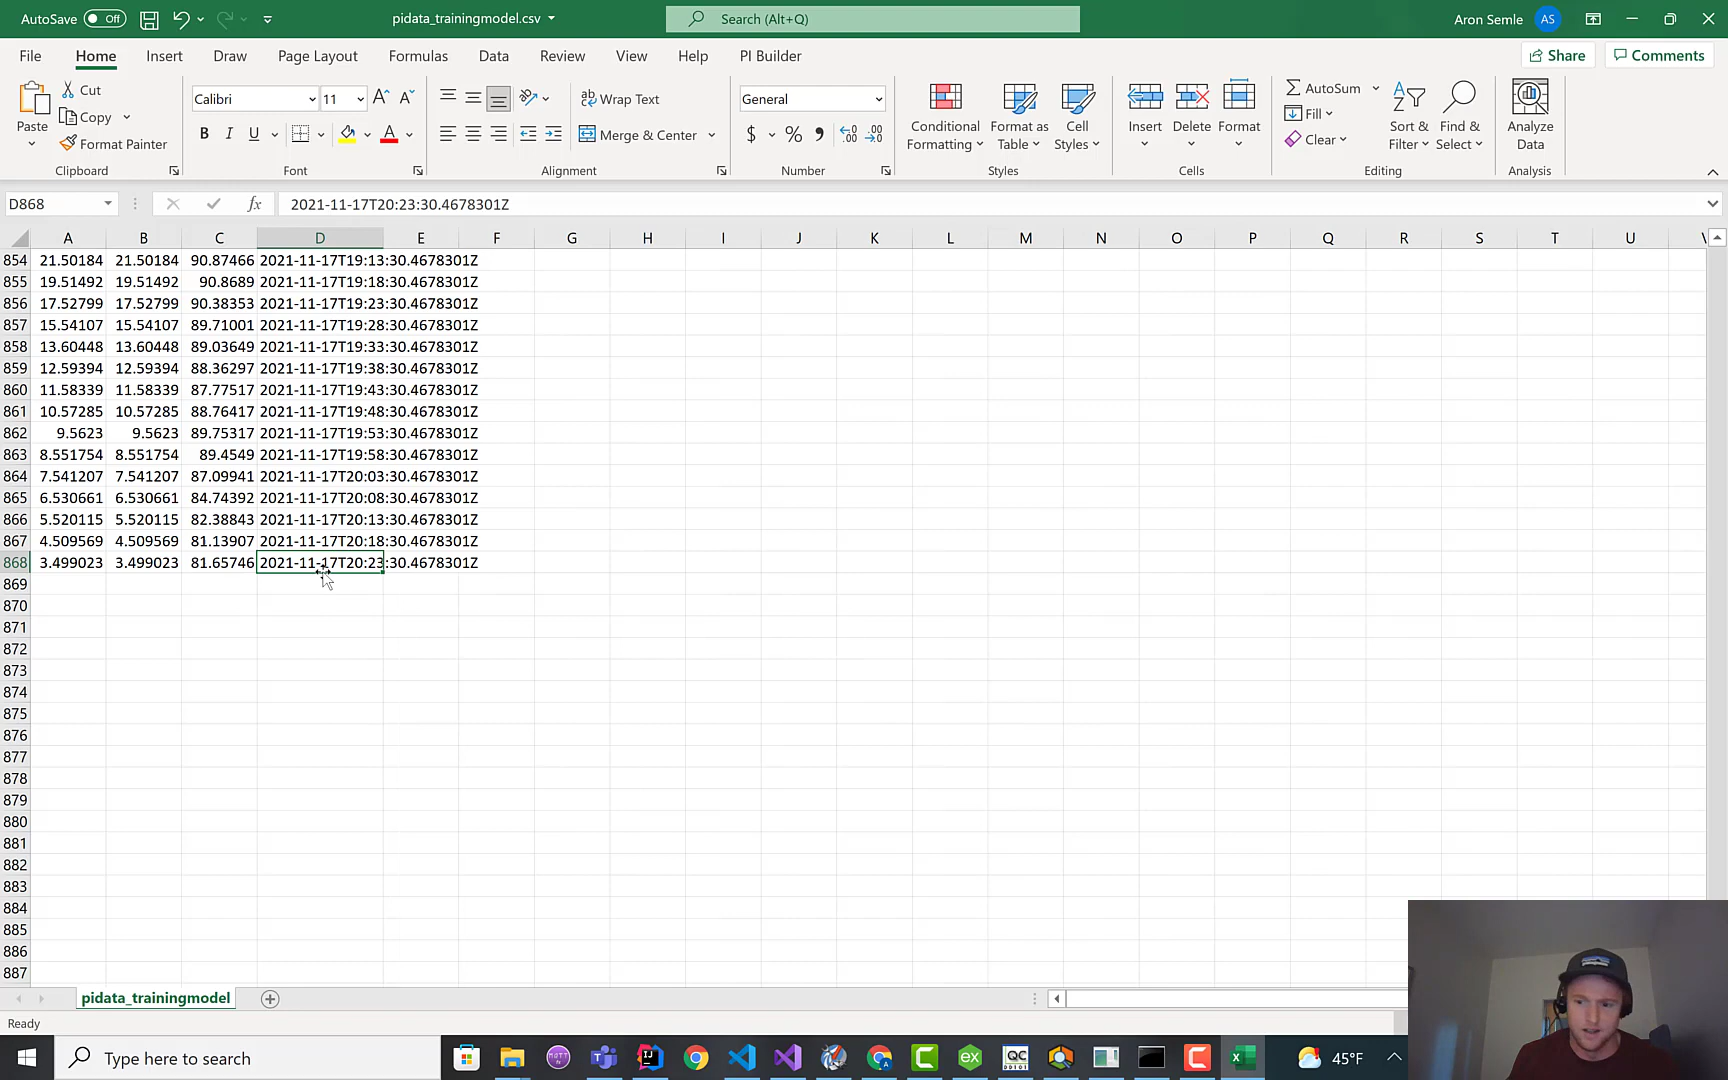 AutoSave Off pidata_trainingmodel.csv Search (Alt+Q) Aron Semle AS
File Home Insert Draw Page Layout Formulas Data Review View Help PI Builder Share Comments
Paste Cut Copy Format Painter Clipboard
Calibri 11 B I U A Font
Wrap Text Merge & Center Alignment
General $ % Number
Conditional Formatting Format as Table Cell Styles Styles
Insert Delete Format Cells
AutoSum Fill Clear Sort & Filter Find & Select Editing
Analyze Data Analysis
D868 fx 2021-11-17T20:23:30.4678301Z
A B C D E F G H I J K L M N O P Q R S T U
854 21.50184 21.50184 90.87466 2021-11-17T19:13:30.4678301Z
855 19.51492 19.51492 90.8689 2021-11-17T19:18:30.4678301Z
856 17.52799 17.52799 90.38353 2021-11-17T19:23:30.4678301Z
857 15.54107 15.54107 89.71001 2021-11-17T19:28:30.4678301Z
858 13.60448 13.60448 89.03649 2021-11-17T19:33:30.4678301Z
859 12.59394 12.59394 88.36297 2021-11-17T19:38:30.4678301Z
860 11.58339 11.58339 87.77517 2021-11-17T19:43:30.4678301Z
861 10.57285 10.57285 88.76417 2021-11-17T19:48:30.4678301Z
862 9.5623 9.5623 89.75317 2021-11-17T19:53:30.4678301Z
863 8.551754 8.551754 89.4549 2021-11-17T19:58:30.4678301Z
864 7.541207 7.541207 87.09941 2021-11-17T20:03:30.4678301Z
865 6.530661 6.530661 84.74392 2021-11-17T20:08:30.4678301Z
866 5.520115 5.520115 82.38843 2021-11-17T20:13:30.4678301Z
867 4.509569 4.509569 81.13907 2021-11-17T20:18:30.4678301Z
868 3.499023 3.499023 81.65746 2021-11-17T20:23:30.4678301Z
869
870
871
872
873
874
875
876
877
878
879
880
881
882
883
884
885
886
887
pidata_trainingmodel
Ready
Type here to search 45°F